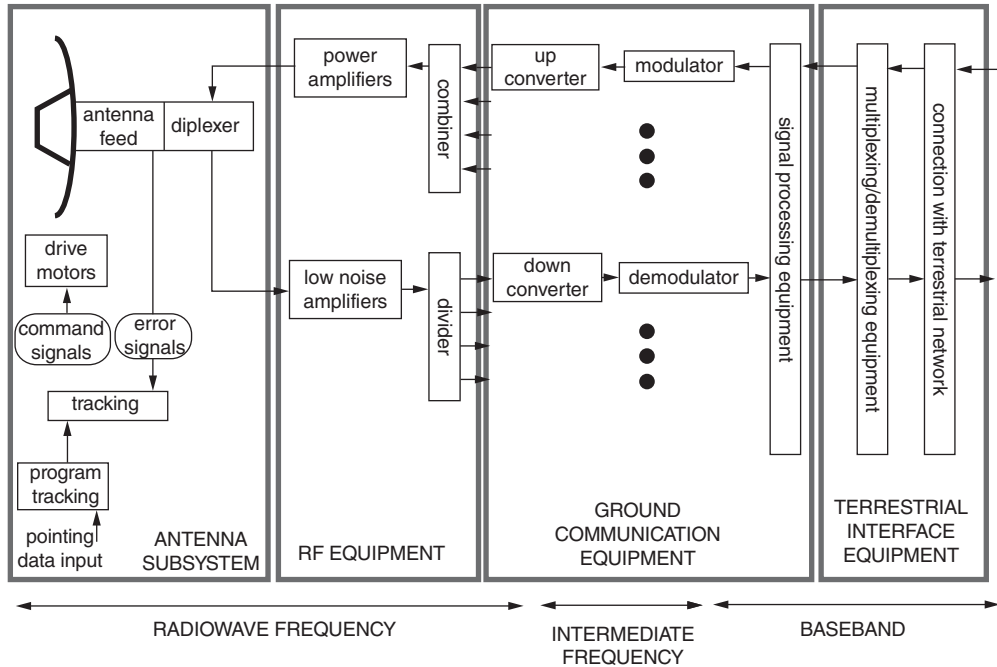 power
amplifiers
combiner
up
converter
modulator
signal processing equipment
multiplexing/demultiplexing equipment
connection with terrestrial network
antenna
feed
diplexer
drive
motors
command
signals
error
signals
low noise
amplifiers
divider
down
converter
demodulator
tracking
program
tracking
pointing
data input
ANTENNA
SUBSYSTEM
RF EQUIPMENT
GROUND
COMMUNICATION
EQUIPMENT
TERRESTRIAL
INTERFACE
EQUIPMENT
RADIOWAVE FREQUENCY
INTERMEDIATE
FREQUENCY
BASEBAND